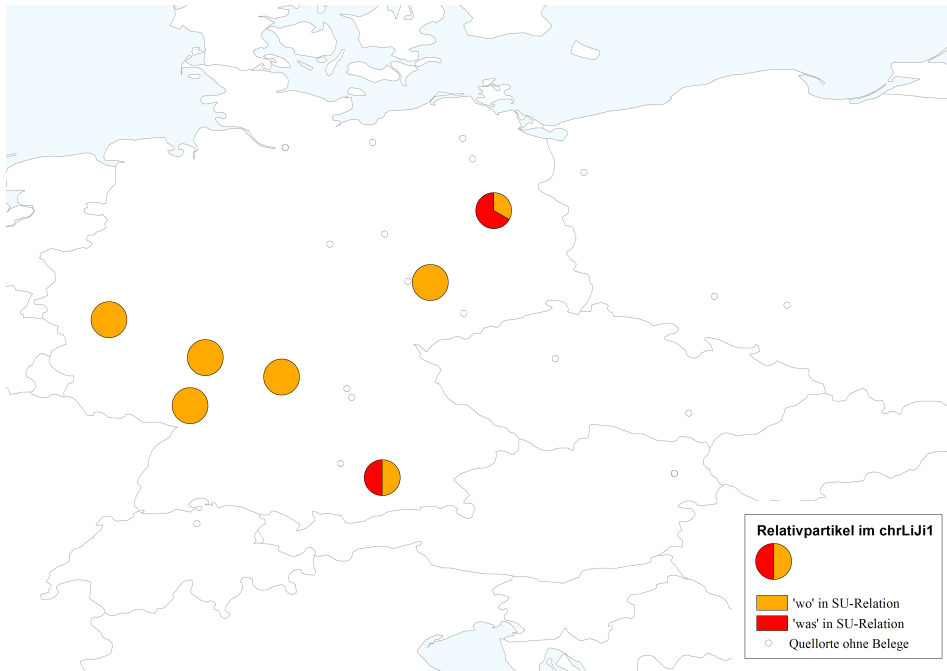 Relativpartikel im chrLiJi1
'wo' in SU-Relation
'was' in SU-Relation
Quellorte ohne Belege